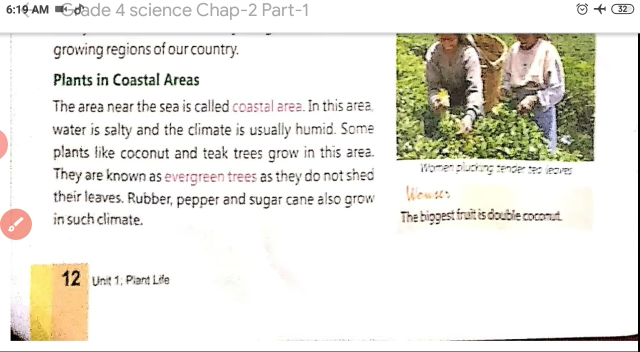 6:19 AM
Grade 4 science Chap-2 Part-1
32
growing regions of our country.
Plants in Coastal Areas
The area near the sea is called coastal area. In this area,
water is salty and the climate is usually humid. Some
plants like coconut and teak trees grow in this area.
They are known as evergreen trees as they do not shed
their leaves. Rubber, pepper and sugar cane also grow
in such climate.
Women plucking tender tea leaves
Wowser
The biggest fruit is double coconut.
12 Unit 1: Plant Life